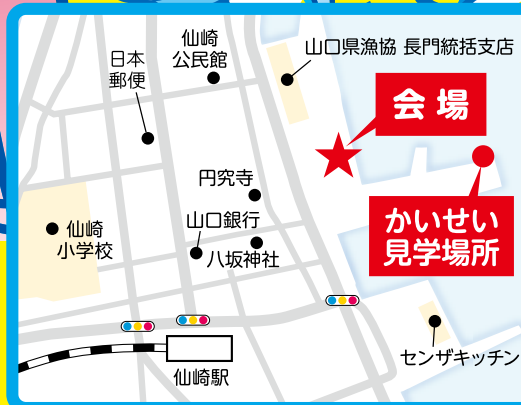 仙崎
公民館
山口県漁協 長門統括支店
日本
郵便
会場
円究寺
かいせい
見学場所
山口銀行
仙崎
小学校
八坂神社
センザキッチン
仙崎駅